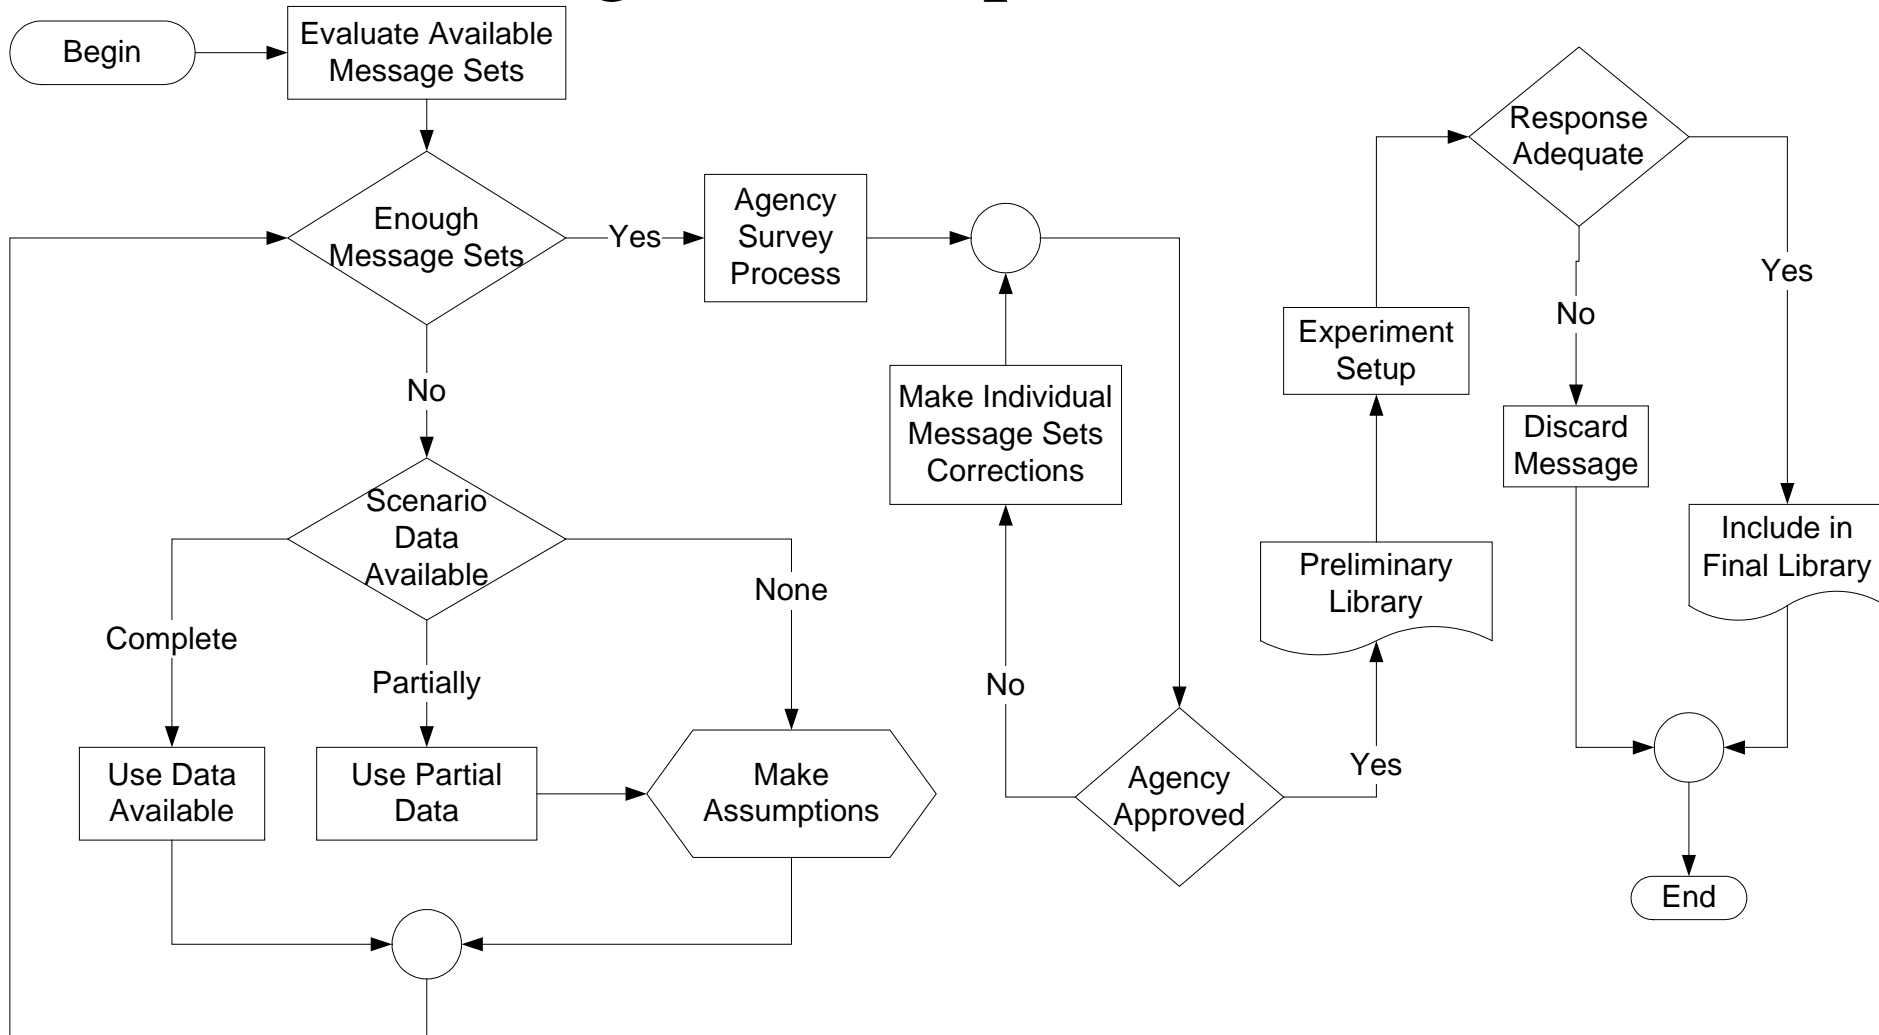 Begin
Evaluate Available
Message Sets
Enough
Message Sets
Yes
Agency
Survey
Process
No
Scenario
Data
Available
Complete
Partially
None
Use Data
Available
Use Partial
Data
Make
Assumptions
Make Individual
Message Sets
Corrections
No
Agency
Approved
Yes
Preliminary
Library
Experiment
Setup
Response
Adequate
No
Yes
Discard
Message
Include in
Final Library
End